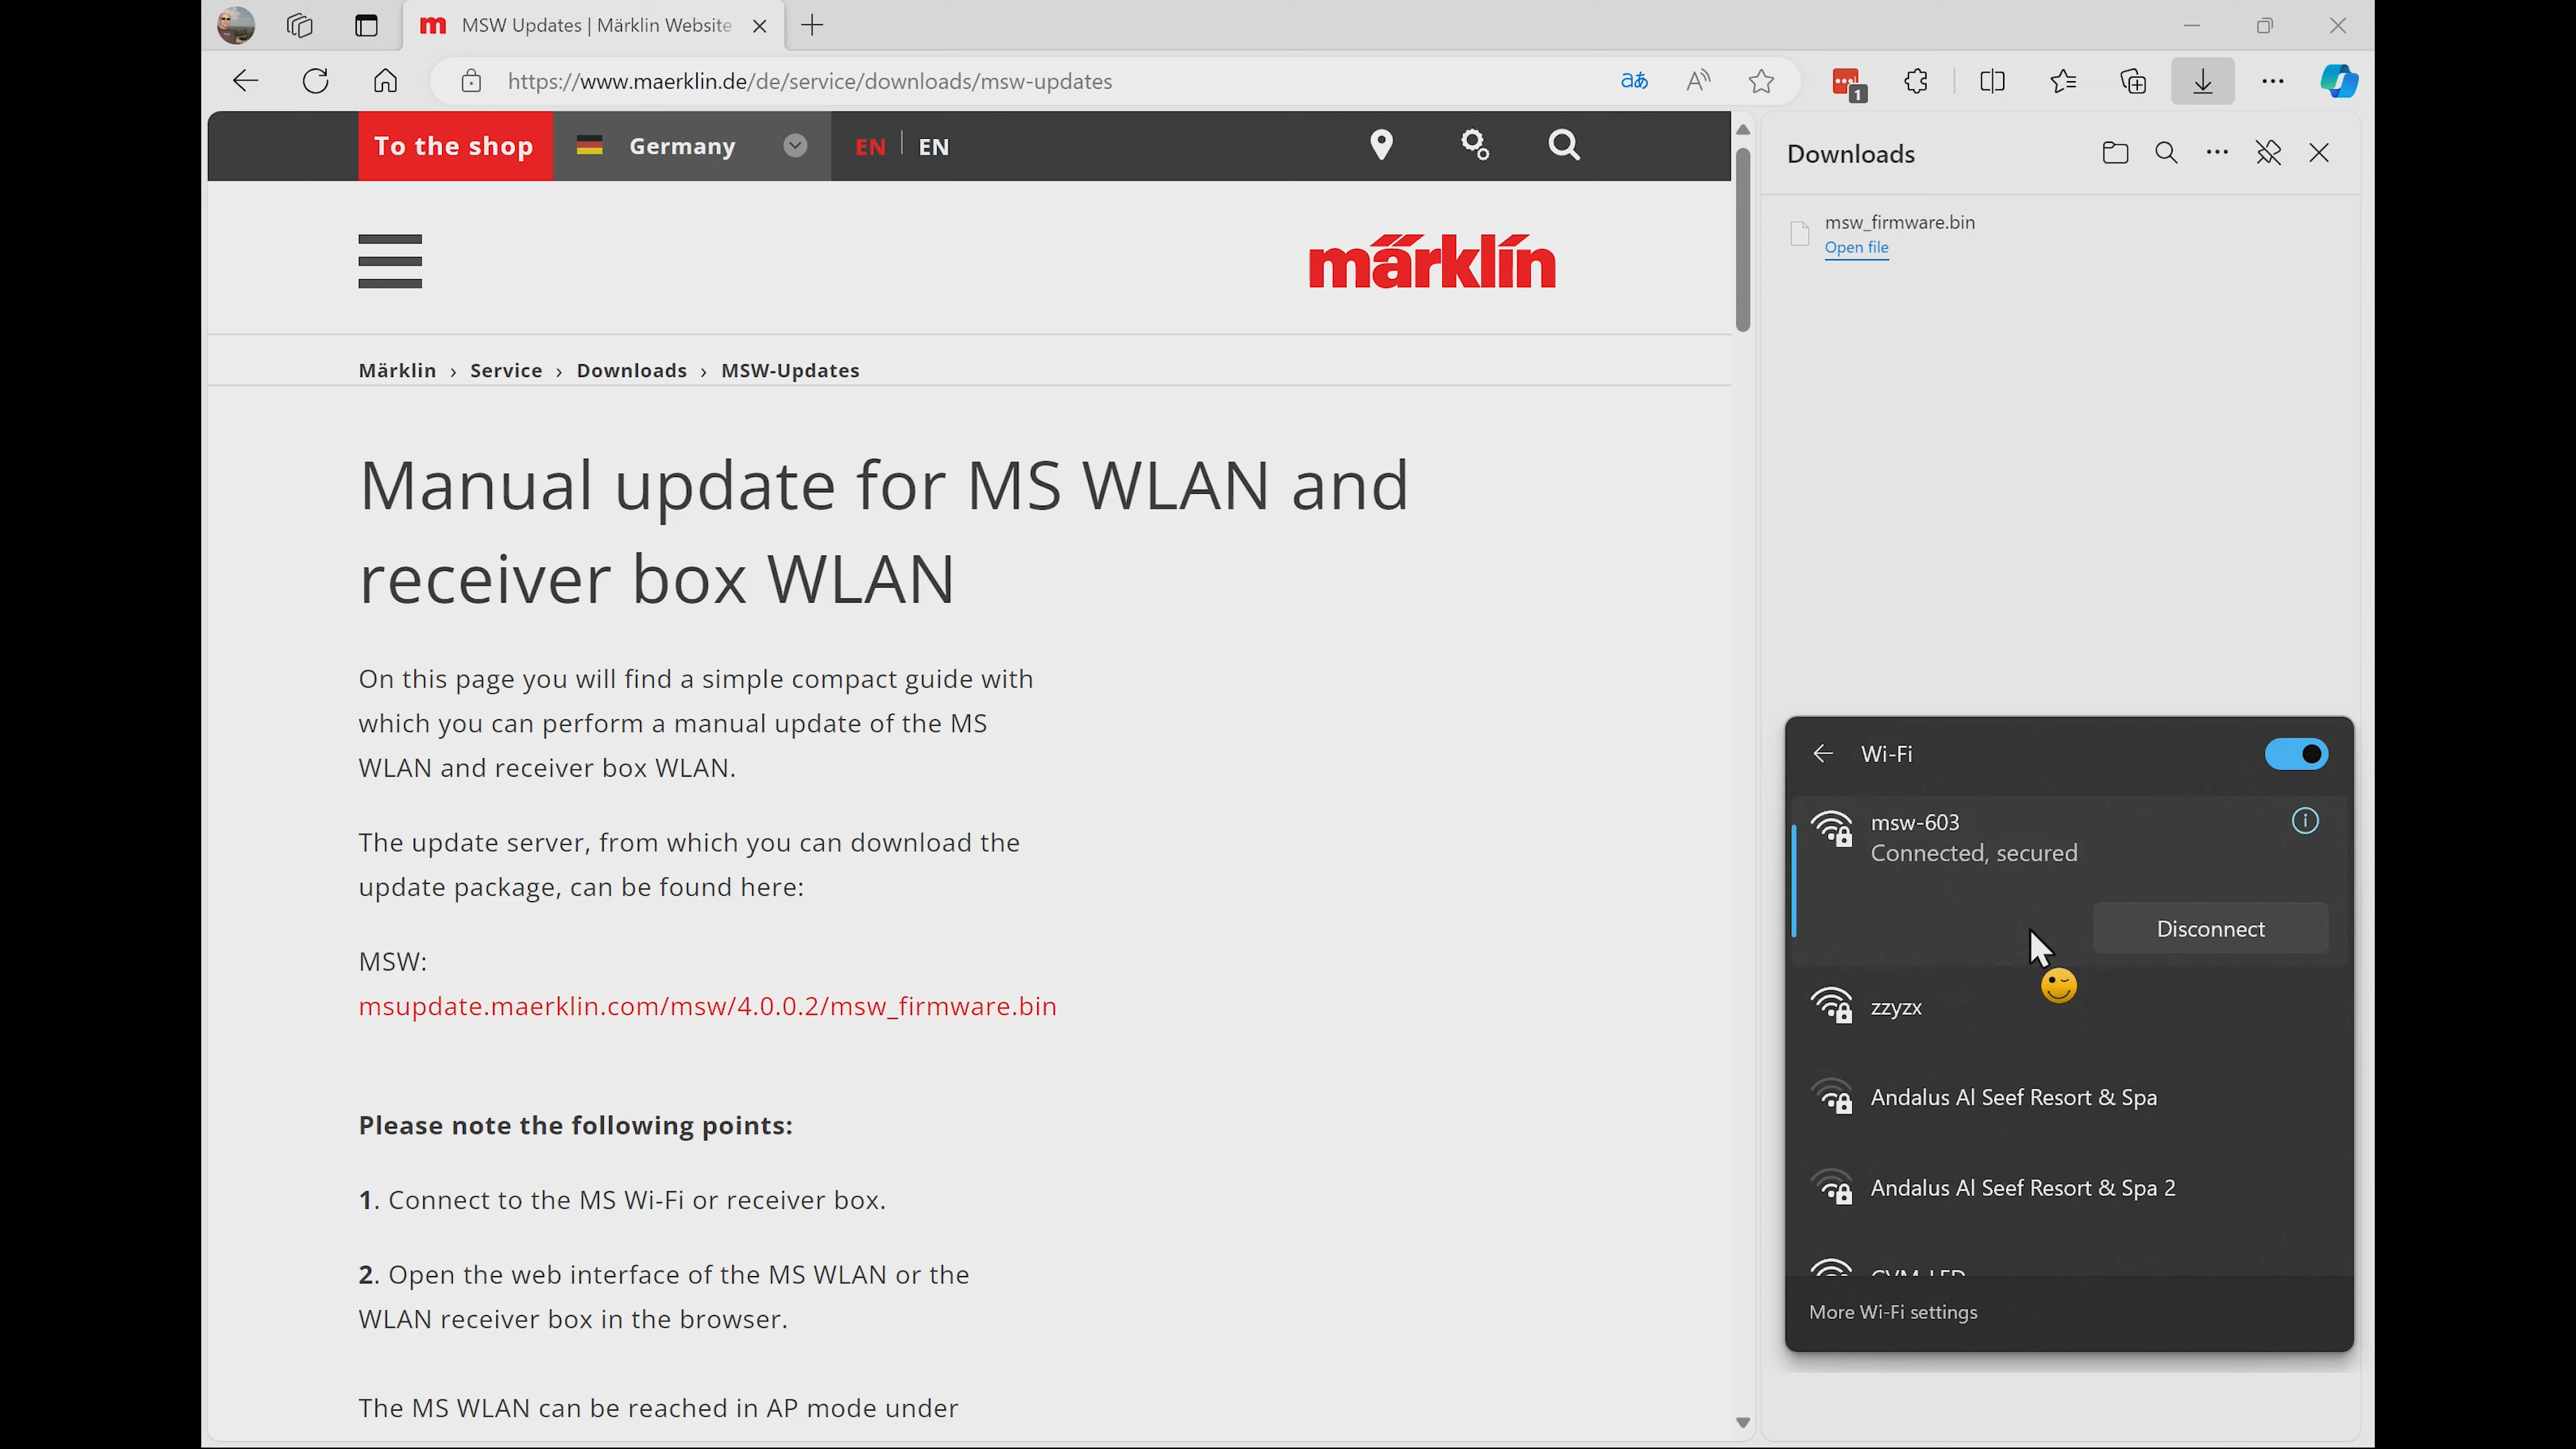 MSW Updates | Märklin Website
https://www.maerklin.de/de/service/downloads/msw-updates
1
To the shop
Germany
EN | EN
märklin
Märklin › Service › Downloads › MSW-Updates
Manual update for MS WLAN and
receiver box WLAN
On this page you will find a simple compact guide with
which you can perform a manual update of the MS
WLAN and receiver box WLAN.
The update server, from which you can download the
update package, can be found here:
MSW:
msupdate.maerklin.com/msw/4.0.0.2/msw_firmware.bin
Please note the following points:
1. Connect to the MS Wi-Fi or receiver box.
2. Open the web interface of the MS WLAN or the
WLAN receiver box in the browser.
The MS WLAN can be reached in AP mode under
Downloads
msw_firmware.bin
Open file
Wi-Fi
msw-603
Connected, secured
Disconnect
zzyzx
Andalus Al Seef Resort & Spa
Andalus Al Seef Resort & Spa 2
More Wi-Fi settings